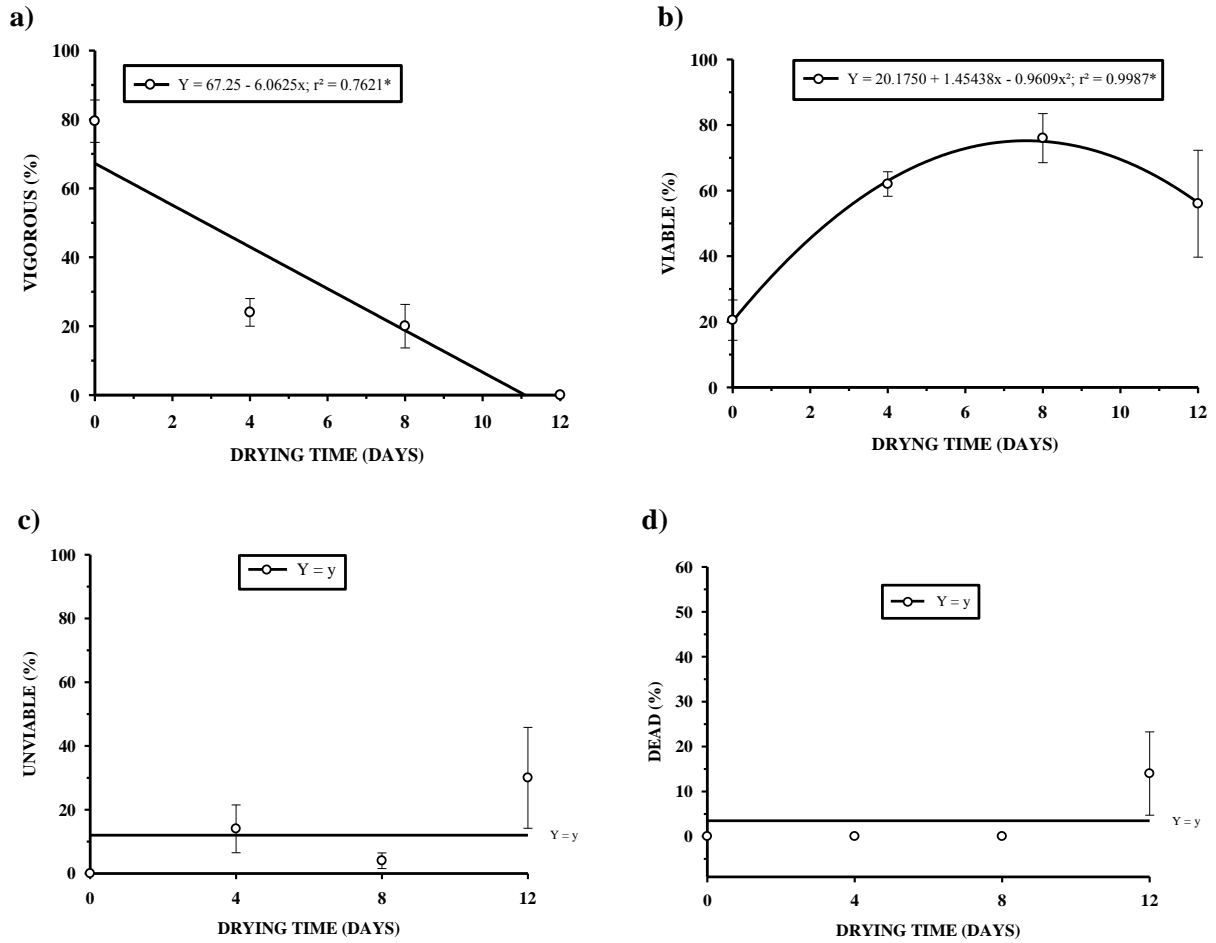 a)
Y = 67.25 - 6.0625x; r² = 0.7621*
VIGOROUS (%)
100
80
60
40
20
0
0 2 4 6 8 10 12
DRYING TIME (DAYS)
b)
Y = 20.1750 + 1.45438x - 0.9609x²; r² = 0.9987*
VIABLE (%)
100
80
60
40
20
0
0 2 4 6 8 10 12
DRYNG TIME (DAYS)
c)
Y = y
UNVIABLE (%)
100
80
60
40
20
0
Y = y
0 4 8 12
DRYING TIME (DAYS)
d)
Y = y
DEAD (%)
60
50
40
30
20
10
0
Y = y
0 4 8 12
DRYING TIME (DAYS)